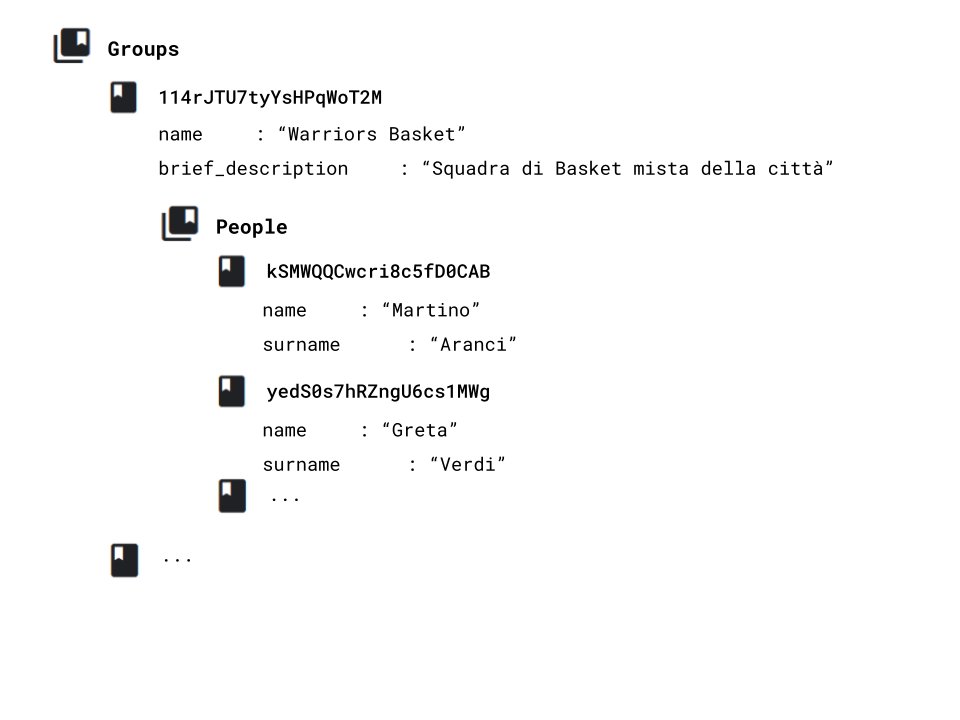 Groups
114rJTU7tyYsHPqWoT2M
name : “Warriors Basket”
brief_description : “Squadra di Basket mista della città”
People
kSMWQQCwcri8c5fD0CAB
name : “Martino”
surname : “Aranci”
yedS0s7hRZngU6cs1MWg
name : “Greta”
surname : “Verdi”
...
...